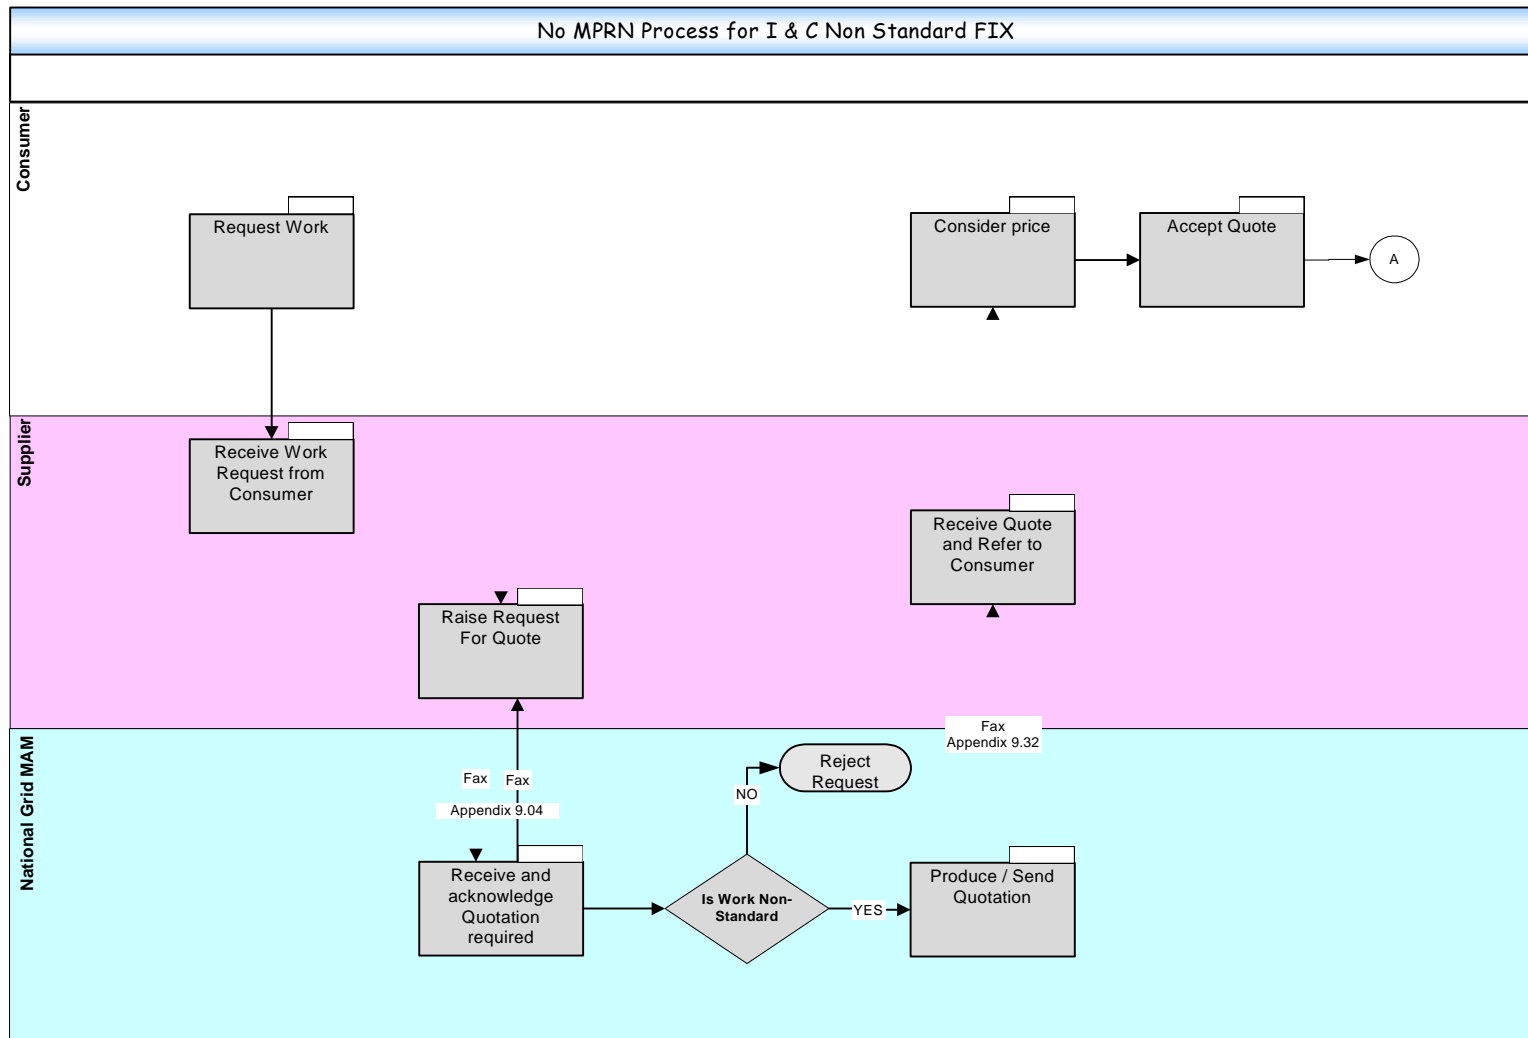 No MPRN Process for I & C Non Standard FIX
Consumer
Request Work
Consider price
Accept Quote
A
Supplier
Receive Work
Request from
Consumer
Receive Quote
and Refer to
Consumer
Raise Request
For Quote
National Grid MAM
Fax
Appendix 9.32
Reject
Request
Fax
Fax
NO
Appendix 9.04
Receive and
acknowledge
Quotation
required
Is Work Non-
Standard
YES
Produce / Send
Quotation